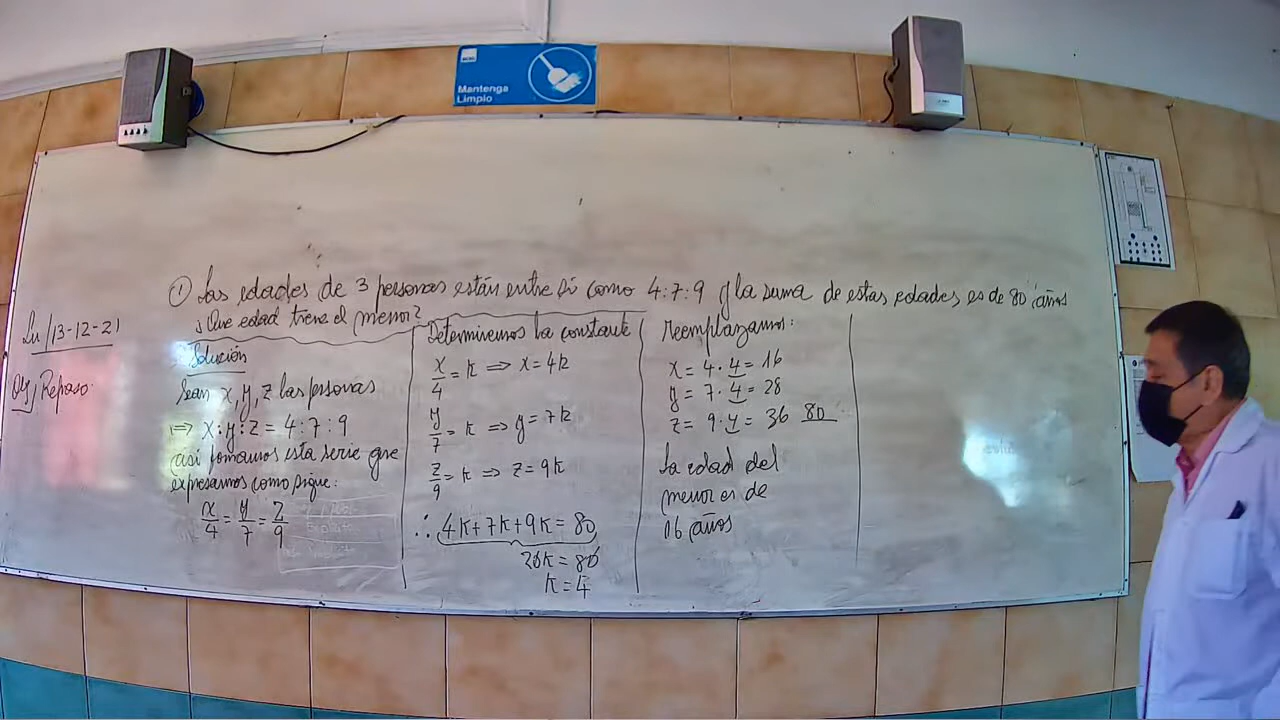 Mantenga
Limpio
Lu/13-12-21
Obj, Repaso.
① Las edades de 3 personas están entre sí como 4:7:9 y la suma de estas edades es de 80 años
¿Que edad tiene el menor?
Solución
Sean x, y, z las personas
⇒ x:y:z = 4:7:9
así formamos esta serie que
expresamos como sigue:
x/4 = y/7 = z/9
Determinemos la constante
x/4 = k ⇒ x = 4k
y/7 = k ⇒ y = 7k
z/9 = k ⇒ z = 9k
∴ 4k+7k+9k = 80
20k = 80
k = 4
Reemplazamos:
x = 4·4 = 16
y = 7·4 = 28
z = 9·4 = 36 80
la edad del
menor es de
16 años